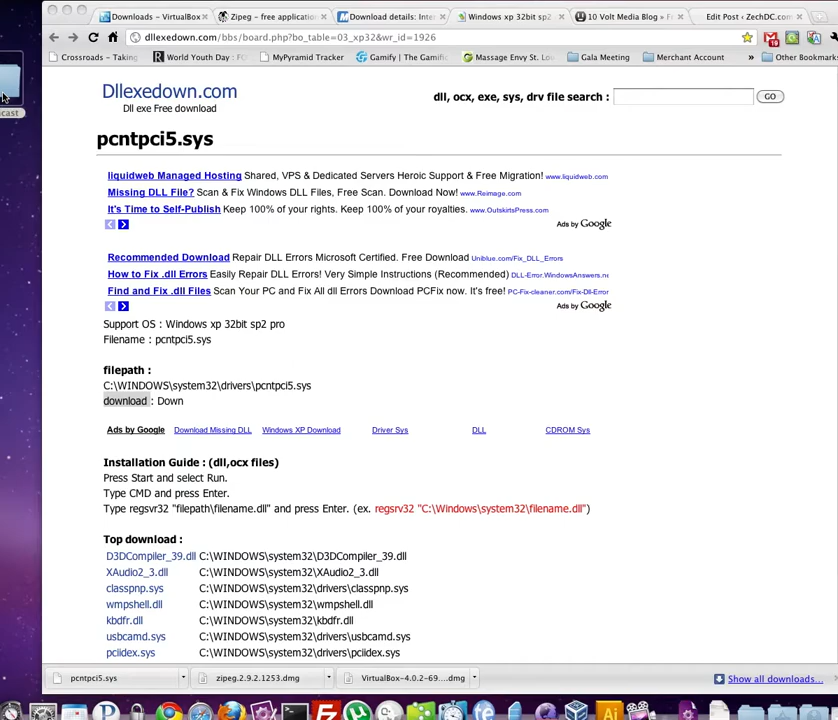 Downloads – VirtualBox
Zipeg – free application
Download details: Inter
Windows xp 32bit sp2
10 Volt Media Blog » Fr
Edit Post ‹ ZechDC.com
dllexedown.com/bbs/board.php?bo_table=03_xp32&wr_id=1926
19
Crossroads - Taking
World Youth Day : FO
MyPyramid Tracker
Gamify | The Gamific
Massage Envy St. Lou
Gala Meeting
Merchant Account
»
Other Bookmarks
cast
Dllexedown.com
Dll exe Free download
dll, ocx, exe, sys, drv file search :
GO
pcntpci5.sys
liquidweb Managed Hosting Shared, VPS & Dedicated Servers Heroic Support & Free Migration! www.liquidweb.com
Missing DLL File? Scan & Fix Windows DLL Files, Free Scan. Download Now! www.Reimage.com
It's Time to Self-Publish Keep 100% of your rights. Keep 100% of your royalties. www.OutskirtsPress.com
Ads by Google
Recommended Download Repair DLL Errors Microsoft Certified. Free Download Uniblue.com/Fix_DLL_Errors
How to Fix .dll Errors Easily Repair DLL Errors! Very Simple Instructions (Recommended) DLL-Error.WindowsAnswers.ne
Find and Fix .dll Files Scan Your PC and Fix All dll Errors Download PCFix now. It's free! PC-Fix-cleaner.com/Fix-Dll-Error
Ads by Google
Support OS : Windows xp 32bit sp2 pro
Filename : pcntpci5.sys
filepath :
C:\WINDOWS\system32\drivers\pcntpci5.sys
download : Down
Ads by Google Download Missing DLL Windows XP Download Driver Sys DLL CDROM Sys
Installation Guide : (dll,ocx files)
Press Start and select Run.
Type CMD and press Enter.
Type regsvr32 "filepath\filename.dll" and press Enter. (ex. regsrv32 "C:\Windows\system32\filename.dll")
Top download :
D3DCompiler_39.dll C:\WINDOWS\system32\D3DCompiler_39.dll
XAudio2_3.dll C:\WINDOWS\system32\XAudio2_3.dll
classpnp.sys C:\WINDOWS\system32\drivers\classpnp.sys
wmpshell.dll C:\WINDOWS\system32\wmpshell.dll
kbdfr.dll C:\WINDOWS\system32\kbdfr.dll
usbcamd.sys C:\WINDOWS\system32\drivers\usbcamd.sys
pciidex.sys C:\WINDOWS\system32\drivers\pciidex.sys
pcntpci5.sys
zipeg.2.9.2.1253.dmg
VirtualBox-4.0.2-69....dmg
Show all downloads...